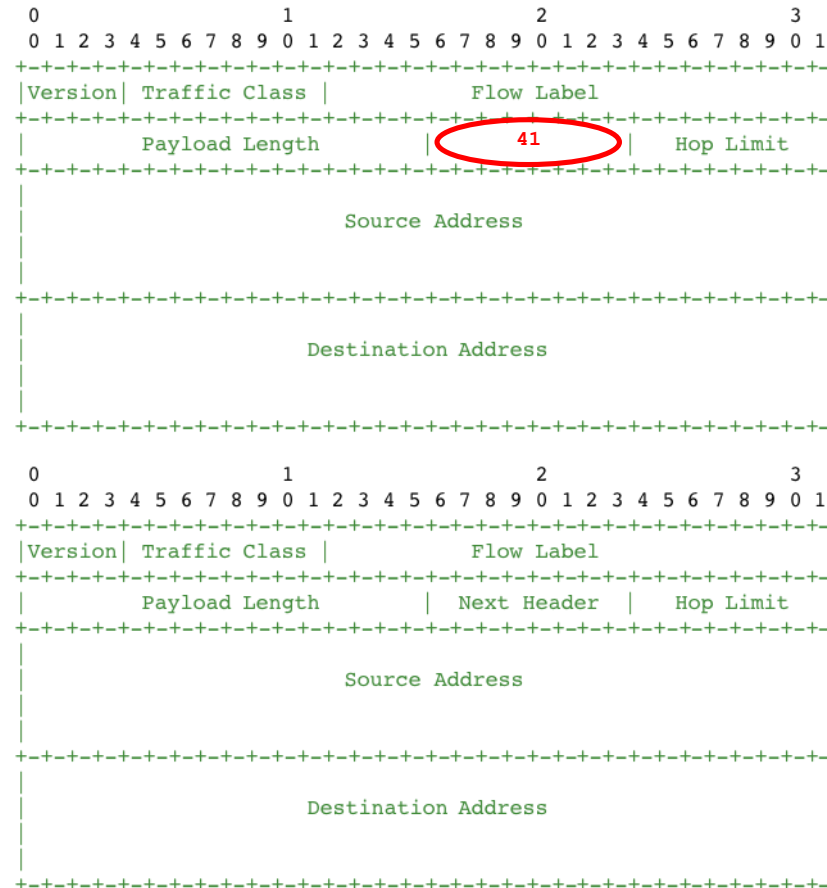 0 1 2 3
0 1 2 3 4 5 6 7 8 9 0 1 2 3 4 5 6 7 8 9 0 1 2 3 4 5 6 7 8 9 0 1
+-+-+-+-+-+-+-+-+-+-+-+-+-+-+-+-+-+-+-+-+-+-+-+-+-+-+-+-+-+-+-+-
|Version| Traffic Class | Flow Label
+-+-+-+-+-+-+-+-+-+-+-+-+-+-+-+-+-+-+-+-+-+-+-+-+-+-+-+-+-+-+-+-
| Payload Length | 41 | Hop Limit
+-+-+-+-+-+-+-+-+-+-+-+-+-+-+-+-+-+-+-+-+-+-+-+-+-+-+-+-+-+-+-+-
|
|
Source Address
|
|
+-+-+-+-+-+-+-+-+-+-+-+-+-+-+-+-+-+-+-+-+-+-+-+-+-+-+-+-+-+-+-+-
|
|
Destination Address
|
|
+-+-+-+-+-+-+-+-+-+-+-+-+-+-+-+-+-+-+-+-+-+-+-+-+-+-+-+-+-+-+-+-
0 1 2 3
0 1 2 3 4 5 6 7 8 9 0 1 2 3 4 5 6 7 8 9 0 1 2 3 4 5 6 7 8 9 0 1
+-+-+-+-+-+-+-+-+-+-+-+-+-+-+-+-+-+-+-+-+-+-+-+-+-+-+-+-+-+-+-+-
|Version| Traffic Class | Flow Label
+-+-+-+-+-+-+-+-+-+-+-+-+-+-+-+-+-+-+-+-+-+-+-+-+-+-+-+-+-+-+-+-
| Payload Length | Next Header | Hop Limit
+-+-+-+-+-+-+-+-+-+-+-+-+-+-+-+-+-+-+-+-+-+-+-+-+-+-+-+-+-+-+-+-
|
|
Source Address
|
|
+-+-+-+-+-+-+-+-+-+-+-+-+-+-+-+-+-+-+-+-+-+-+-+-+-+-+-+-+-+-+-+-
|
|
Destination Address
|
|
+-+-+-+-+-+-+-+-+-+-+-+-+-+-+-+-+-+-+-+-+-+-+-+-+-+-+-+-+-+-+-+-